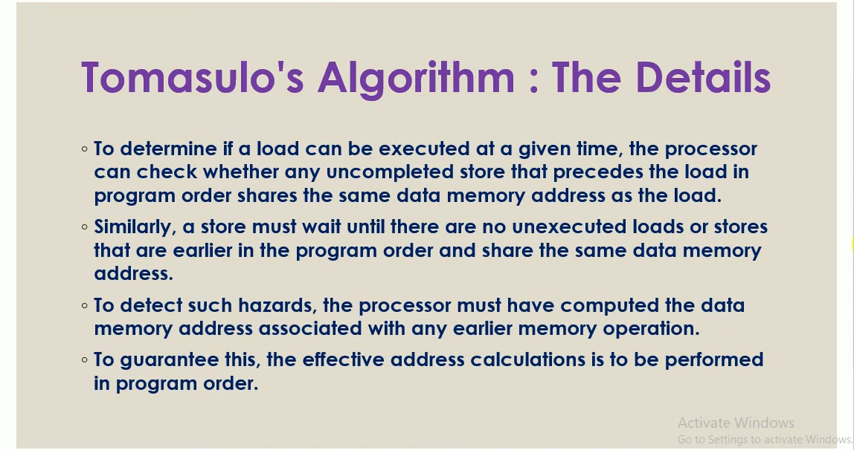 Tomasulo's Algorithm : The Details
◦ To determine if a load can be executed at a given time, the processor
can check whether any uncompleted store that precedes the load in
program order shares the same data memory address as the load.
◦ Similarly, a store must wait until there are no unexecuted loads or stores
that are earlier in the program order and share the same data memory
address.
◦ To detect such hazards, the processor must have computed the data
memory address associated with any earlier memory operation.
◦ To guarantee this, the effective address calculations is to be performed
in program order.
Activate Windows
Go to Settings to activate Windows.